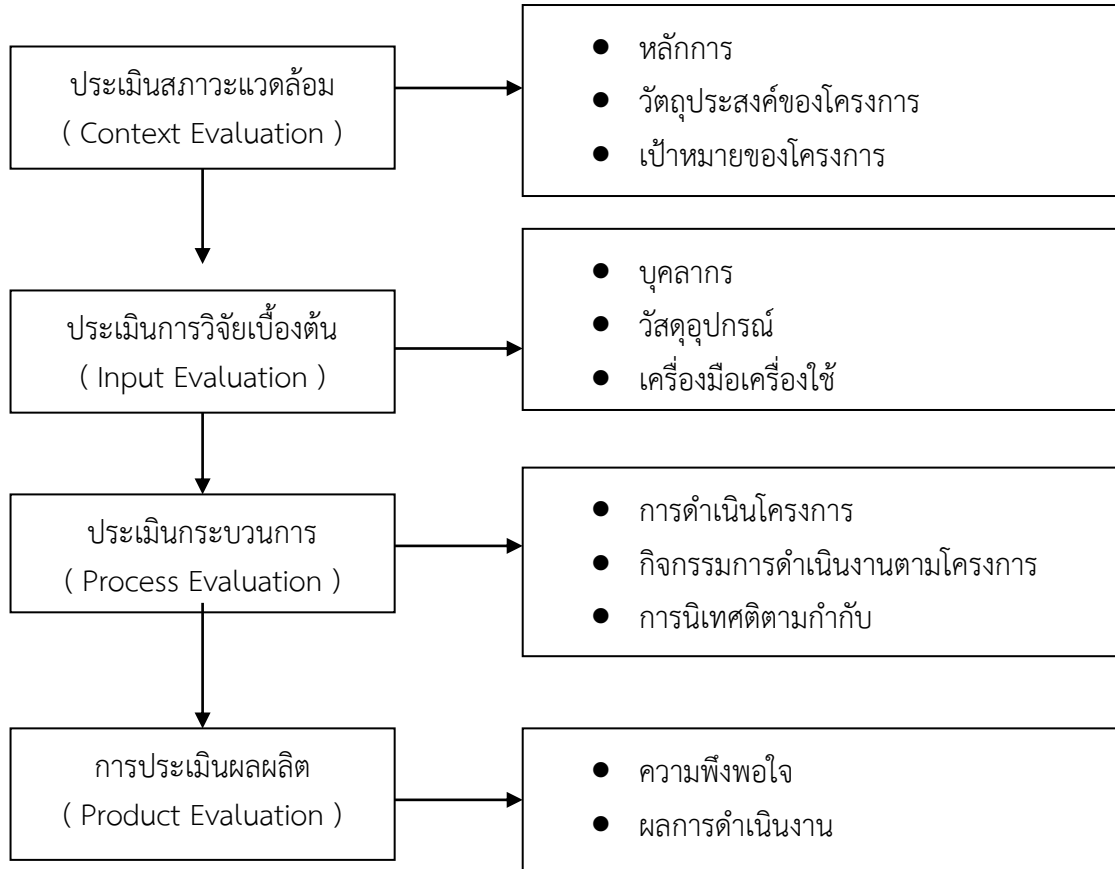 ประเมินสภาวะแวดล้อม
( Context Evaluation )
● หลักการ
● วัตถุประสงค์ของโครงการ
● เป้าหมายของโครงการ
ประเมินการวิจัยเบื้องต้น
( Input Evaluation )
● บุคลากร
● วัสดุอุปกรณ์
● เครื่องมือเครื่องใช้
ประเมินกระบวนการ
( Process Evaluation )
● การดำเนินโครงการ
● กิจกรรมการดำเนินงานตามโครงการ
● การนิเทศติตามกำกับ
การประเมินผลผลิต
( Product Evaluation )
● ความพึงพอใจ
● ผลการดำเนินงาน